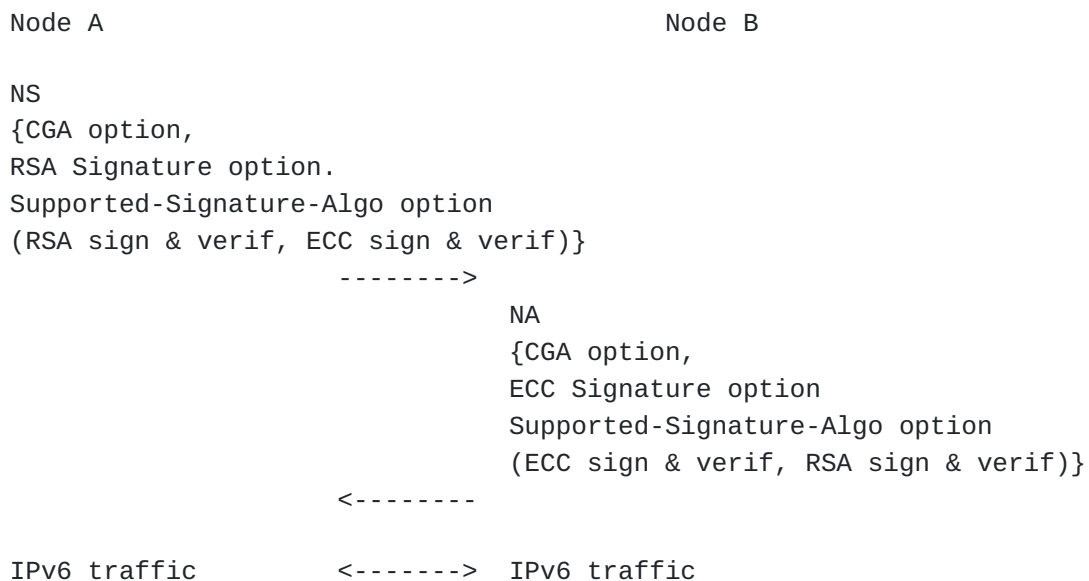 Node A Node B
NS
{CGA option,
RSA Signature option.
Supported-Signature-Algo option
(RSA sign & verif, ECC sign & verif)}
-------->
NA
{CGA option,
ECC Signature option
Supported-Signature-Algo option
(ECC sign & verif, RSA sign & verif)}
<--------
IPv6 traffic <-------> IPv6 traffic